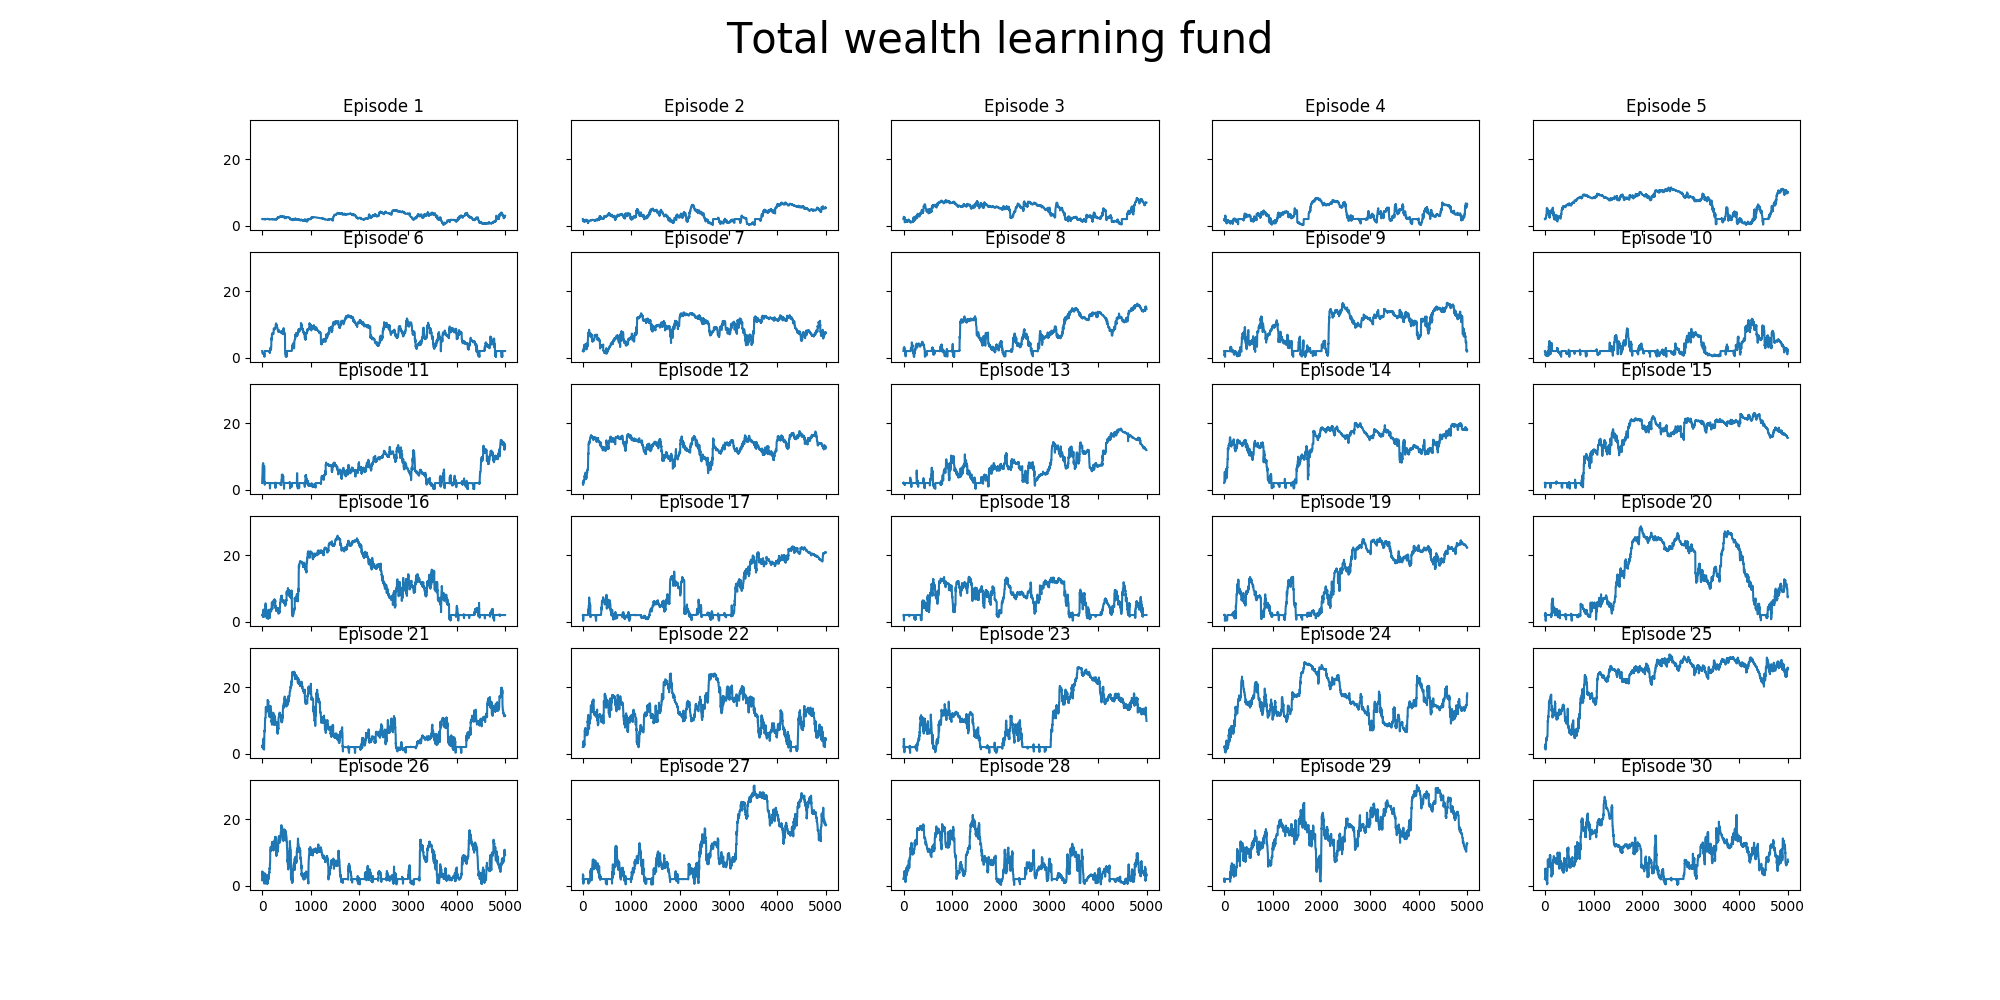 Total wealth learning fund
Episode 1 Episode 2 Episode 3 Episode 4 Episode 5
20
0
Episode 6 Episode 7 Episode 8 Episode 9 Episode 10
20
0
Episode 11 Episode 12 Episode 13 Episode 14 Episode 15
20
0
Episode 16 Episode 17 Episode 18 Episode 19 Episode 20
20
0
Episode 21 Episode 22 Episode 23 Episode 24 Episode 25
20
0
Episode 26 Episode 27 Episode 28 Episode 29 Episode 30
20
0
0 1000 2000 3000 4000 5000 0 1000 2000 3000 4000 5000 0 1000 2000 3000 4000 5000 0 1000 2000 3000 4000 5000 0 1000 2000 3000 4000 5000